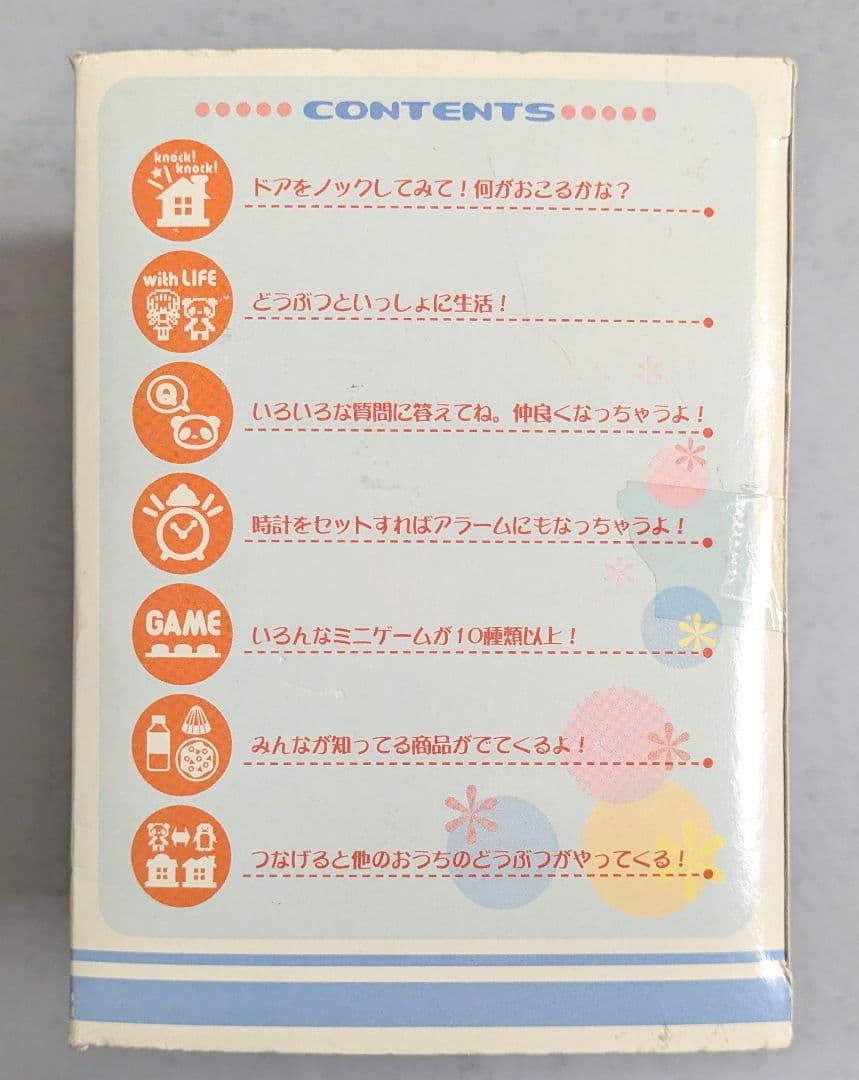 CONTENTS
knock!
knock!
ドアをノックしてみて!何がおこるかな?
with LIFE
どうぶつといっしょに生活!
Q
いろいろな質問に答えてね。仲良くなっちゃうよ!
時計をセットすればアラームにもなっちゃうよ!
GAME
いろんなミニゲームが10種類以上!
みんなが知ってる商品がでてくるよ!
つなげると他のおうちのどうぶつがやってくる!